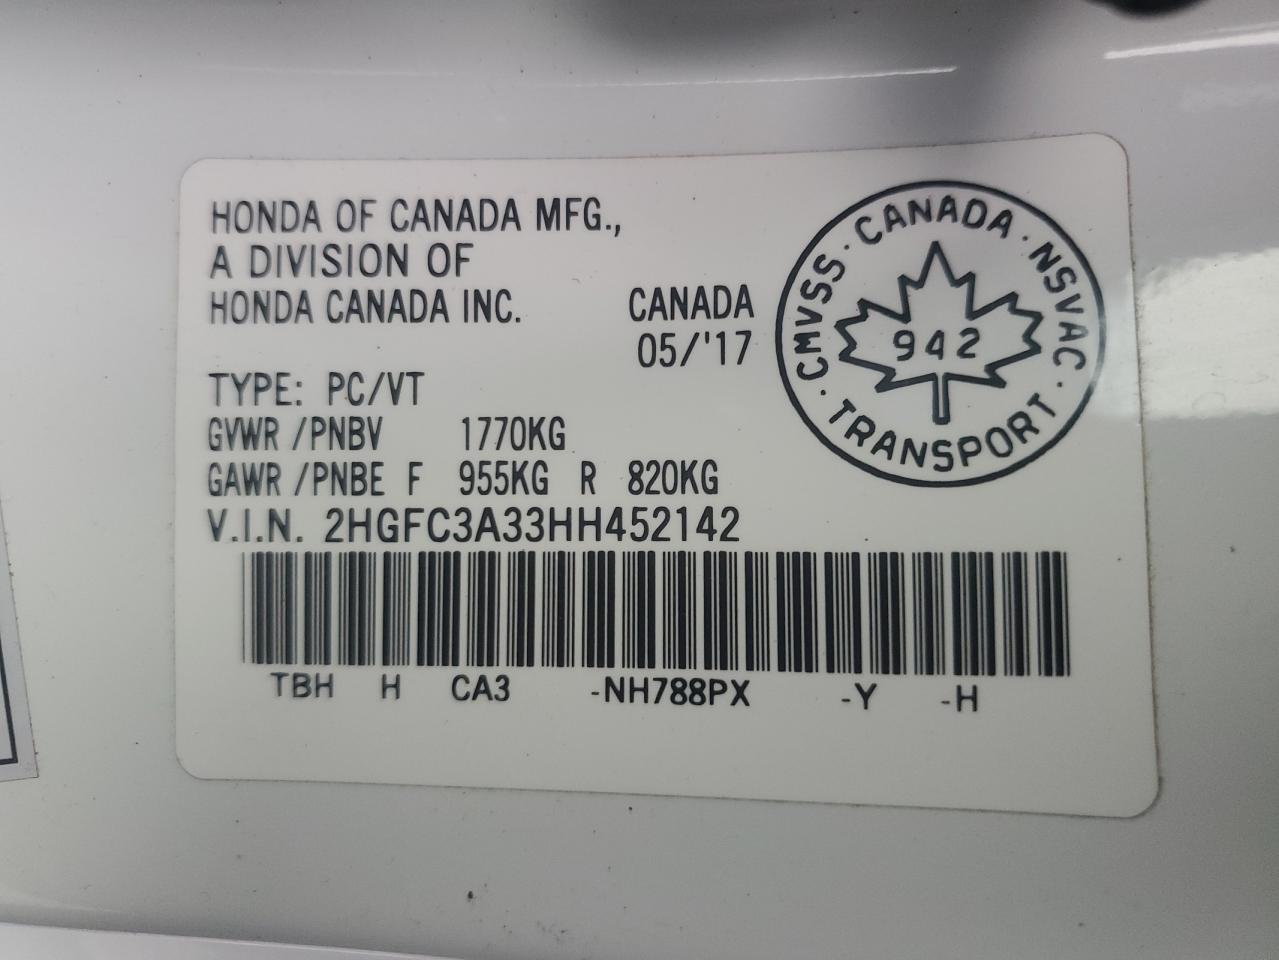 HONDA OF CANADA MFG.,
A DIVISION OF
HONDA CANADA INC.
CANADA
05/'17
TYPE: PC/VT
GVWR /PNBV 1770KG
GAWR /PNBE F 955KG R 820KG
V.I.N. 2HGFC3A33HH452142
TBH H CA3 -NH788PX -Y -H
CMVSS · CANADA · NSVAC ·
942
· TRANSPORT ·